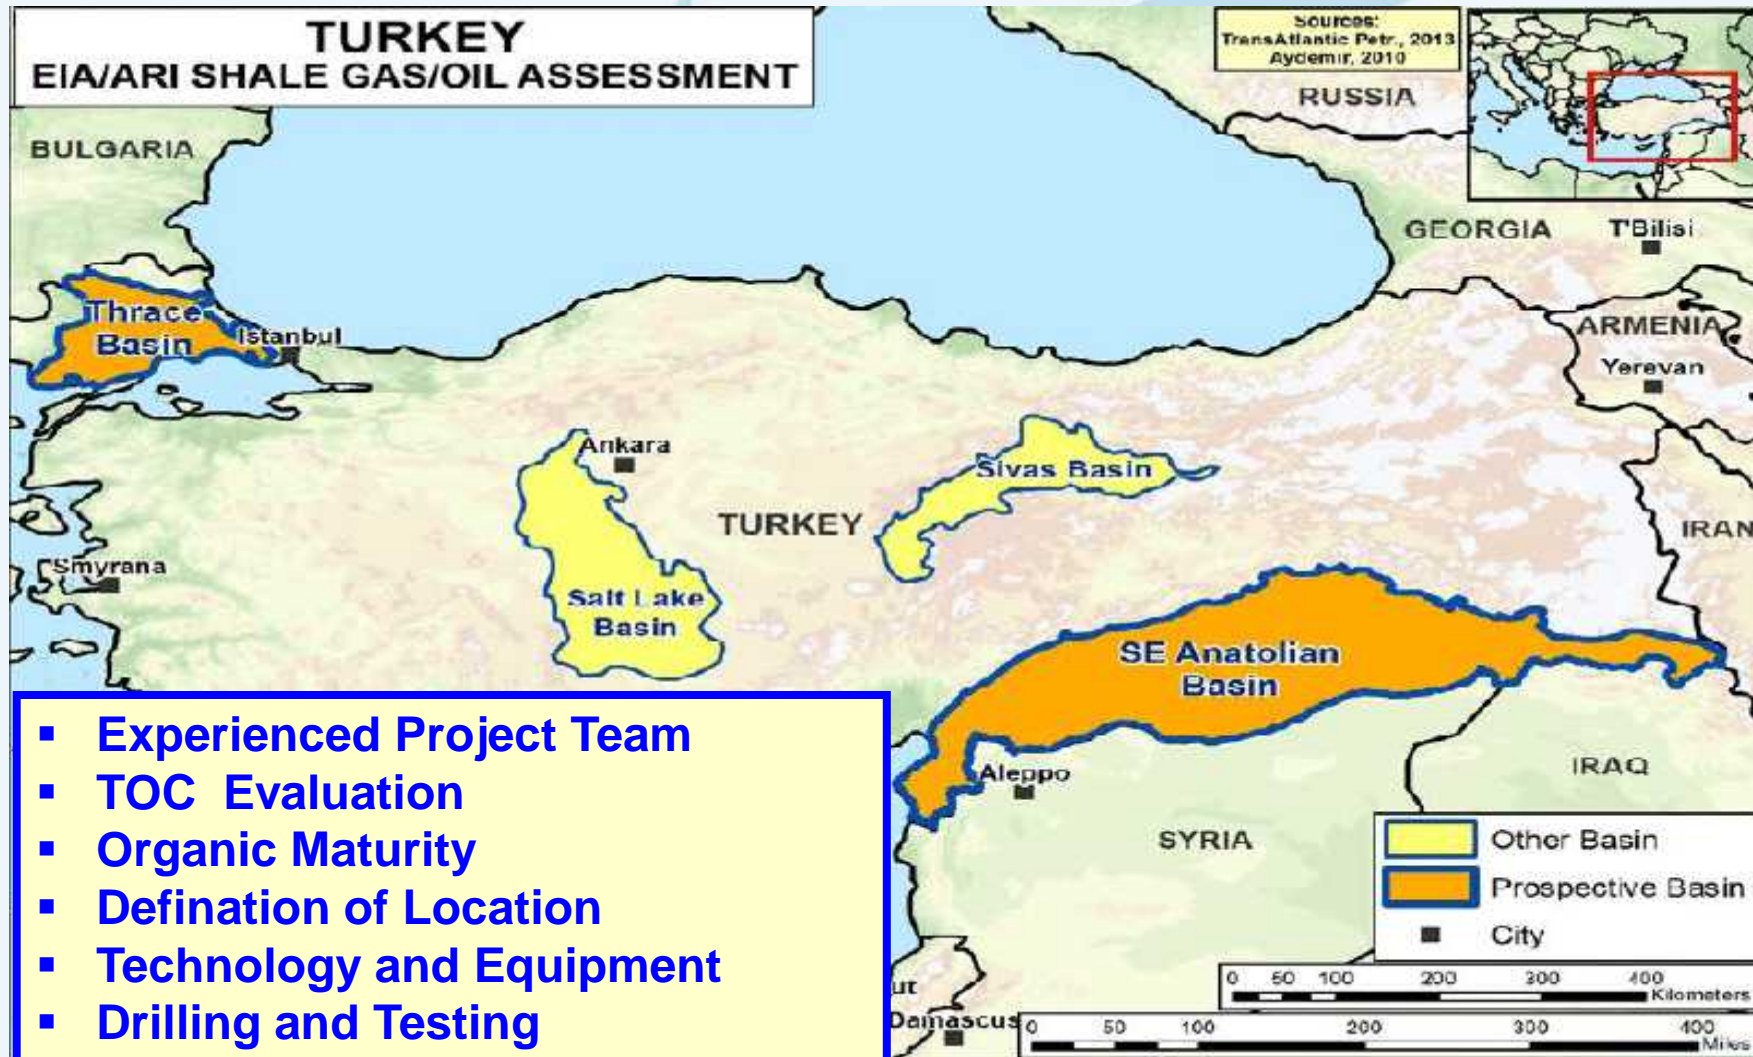 TURKEY
EIA/ARI SHALE GAS/OIL ASSESSMENT
Sources:
TransAtlantic Petr., 2013
Aydemir, 2010
RUSSIA
BULGARIA
GEORGIA
T'Bilisi
Thrace
Basin
Istanbul
ARMENIA
Yerevan
Ankara
Sivas Basin
TURKEY
IRAN
Smyrana
Salt Lake
Basin
SE Anatolian
Basin
▪ Experienced Project Team
▪ TOC Evaluation
▪ Organic Maturity
▪ Defination of Location
▪ Technology and Equipment
▪ Drilling and Testing
Aleppo
IRAQ
SYRIA
Other Basin
Prospective Basin
City
ut
Damascus
0 50 100 200 300 400
Kilometers
0 50 100 200 300 400
Miles